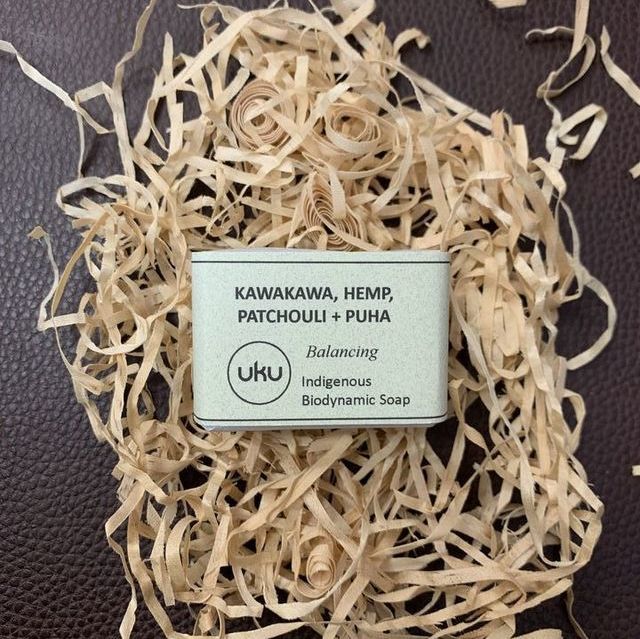 KAWAKAWA, HEMP,
PATCHOULI + PUHA
Balancing
uku
Indigenous
Biodynamic Soap